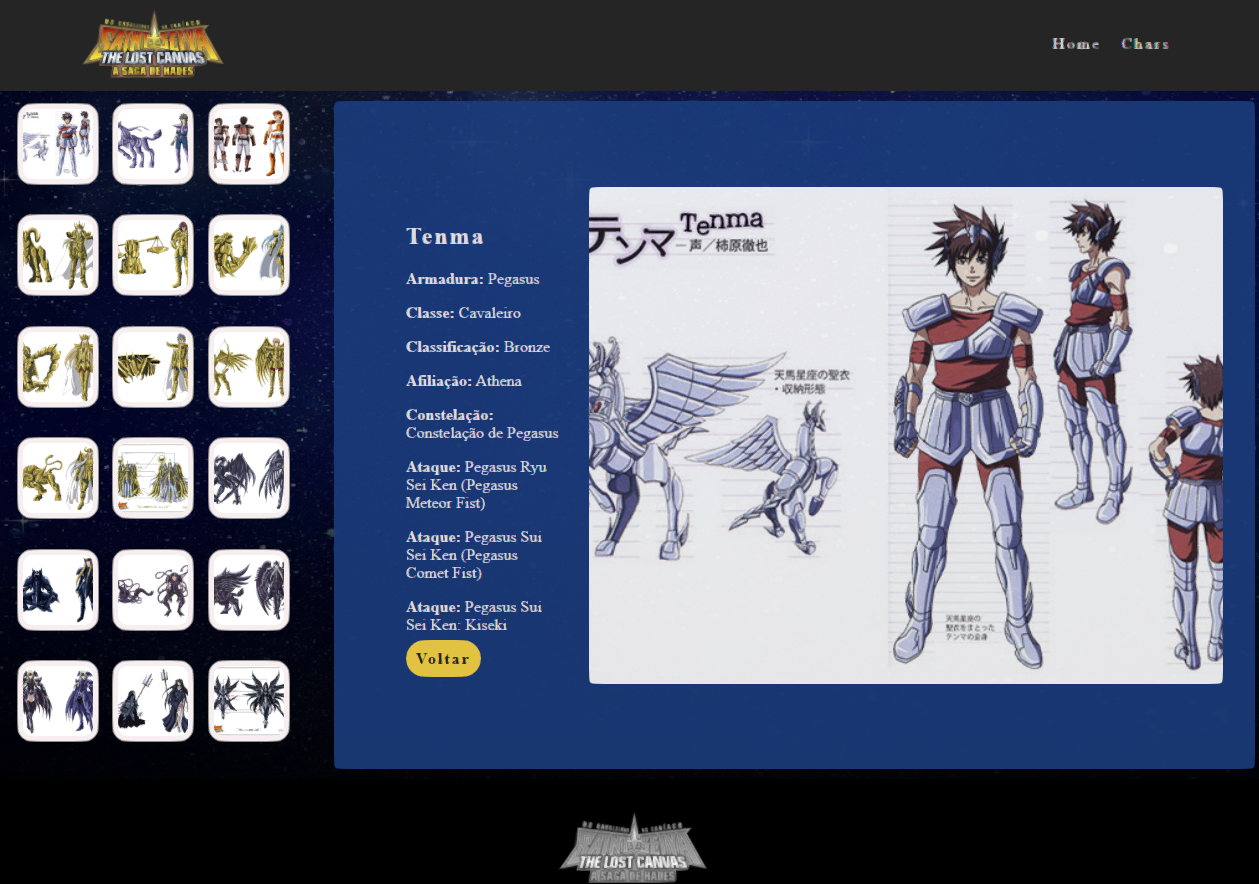 OS CAVALEIROS DO ZODÍACO
SAINT SEIYA
THE LOST CANVAS
A SAGA DE HADES
Home Chars
Tenma
Armadura: Pegasus
Classe: Cavaleiro
Classificação: Bronze
Afiliação: Athena
Constelação:
Constelação de Pegasus
Ataque: Pegasus Ryu
Sei Ken (Pegasus
Meteor Fist)
Ataque: Pegasus Sui
Sei Ken (Pegasus
Comet Fist)
Ataque: Pegasus Sui
Sei Ken: Kiseki
Voltar
テンマ Tenma
声/柿原徹也
天馬星座の聖衣
・収納形態
天馬星座の
聖衣をまとった
テンマの全身
OS CAVALEIROS DO ZODÍACO
SAINT SEIYA
THE LOST CANVAS
A SAGA DE HADES